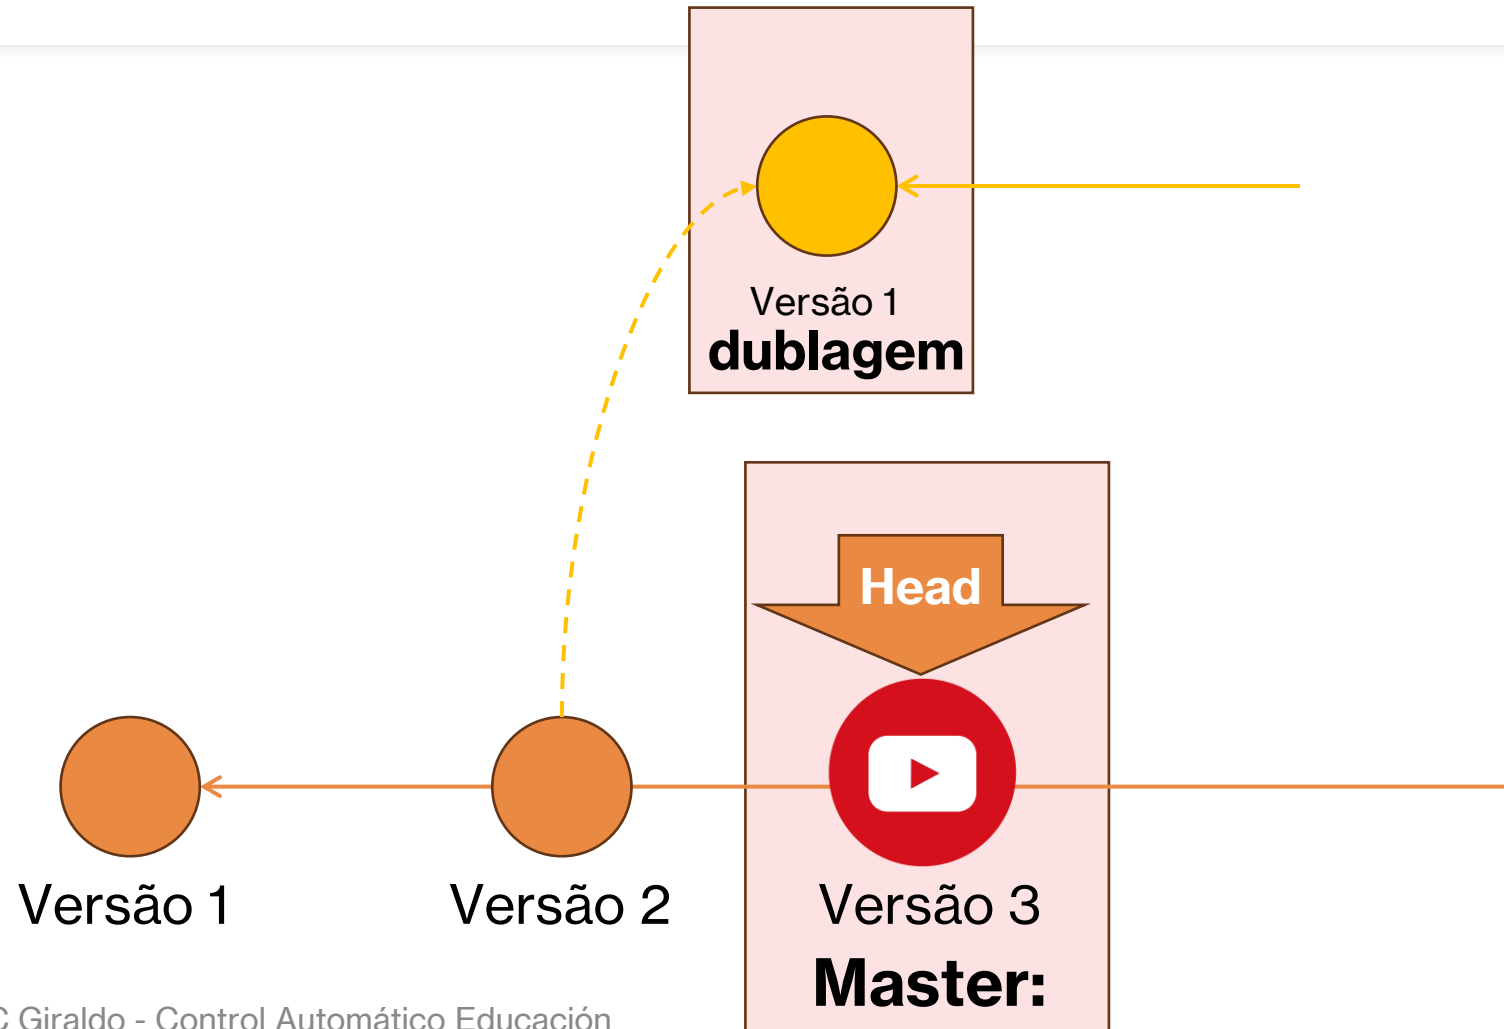 Versão 1
dublagem
Head
Versão 1
Versão 2
Versão 3
Master:
C Giraldo - Control Automático Educación